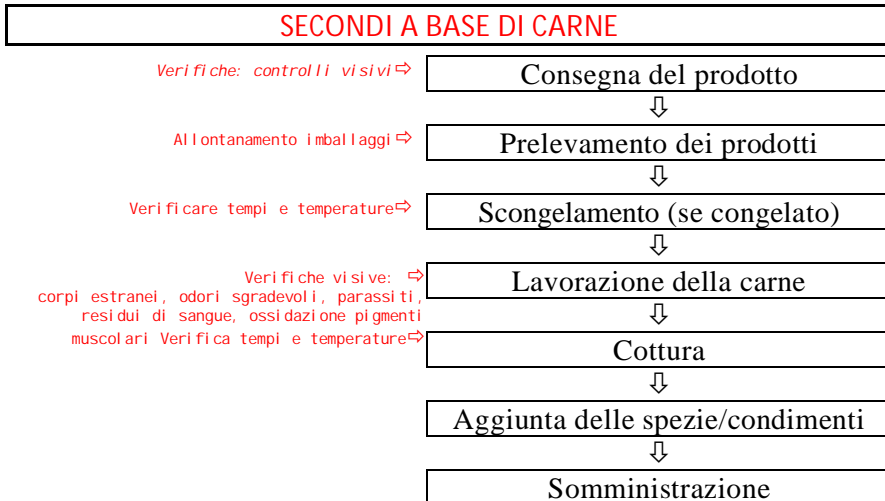 SECONDI A BASE DI CARNE
Verifiche: controlli visivi⇨
Consegna del prodotto
⇩
Allontanamento imballaggi⇨
Prelevamento dei prodotti
⇩
Verificare tempi e temperature⇨
Scongelamento (se congelato)
⇩
Verifiche visive: ⇨
corpi estranei, odori sgradevoli, parassiti,
residui di sangue, ossidazione pigmenti
Lavorazione della carne
⇩
muscolari Verifica tempi e temperature⇨
Cottura
⇩
Aggiunta delle spezie/condimenti
⇩
Somministrazione